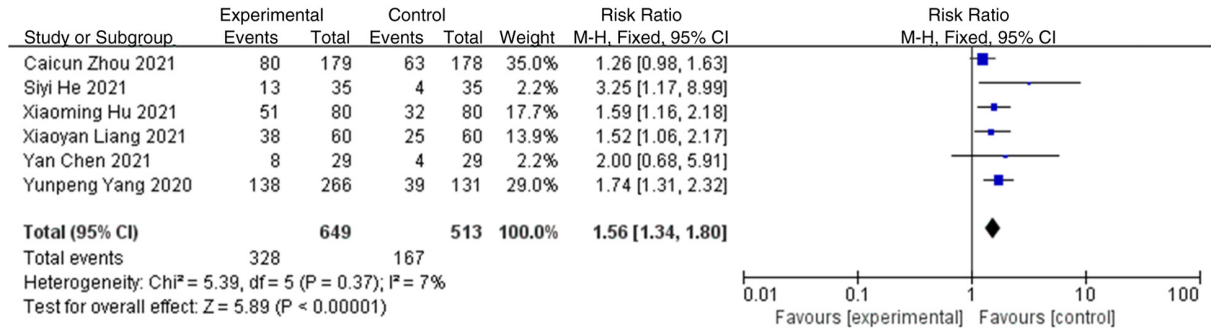 Experimental Control Risk Ratio Risk Ratio
Study or Subgroup Events Total Events Total Weight M-H, Fixed, 95% CI M-H, Fixed, 95% CI
Caicun Zhou 2021 80 179 63 178 35.0% 1.26 [0.98, 1.63]
Siyi He 2021 13 35 4 35 2.2% 3.25 [1.17, 8.99]
Xiaoming Hu 2021 51 80 32 80 17.7% 1.59 [1.16, 2.18]
Xiaoyan Liang 2021 38 60 25 60 13.9% 1.52 [1.06, 2.17]
Yan Chen 2021 8 29 4 29 2.2% 2.00 [0.68, 5.91]
Yunpeng Yang 2020 138 266 39 131 29.0% 1.74 [1.31, 2.32]
Total (95% CI) 649 513 100.0% 1.56 [1.34, 1.80]
Total events 328 167
Heterogeneity: Chi² = 5.39, df = 5 (P = 0.37); I² = 7%
Test for overall effect: Z = 5.89 (P < 0.00001)
0.01 0.1 1 10 100
Favours [experimental] Favours [control]